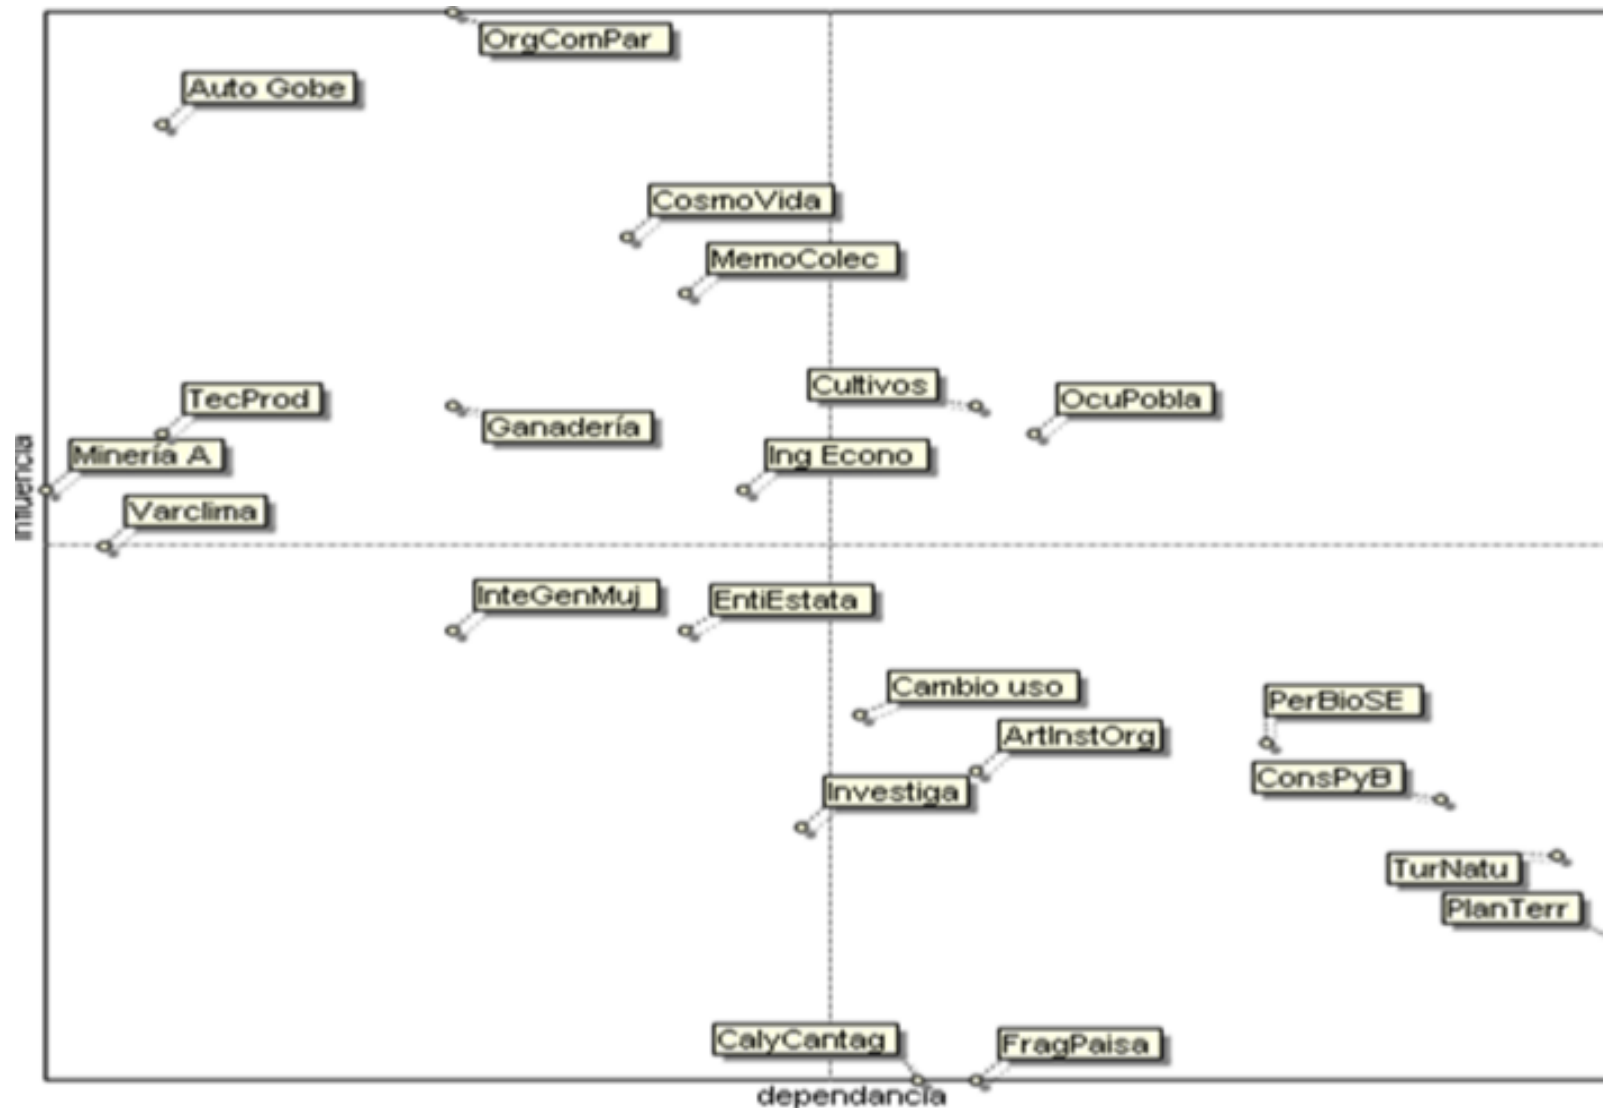 OrgComPar
Auto Gobe
CosmoVida
MemoColec
Cultivos
TecProd
OcuPobla
Ganadería
Minería A
Ing Econo
influencia
Varclima
InteGenMuj
EntiEstata
Cambio uso
PerBioSE
ArtInstOrg
ConsPyB
Investiga
TurNatu
PlanTerr
CalyCantag
FragPaisa
dependancia